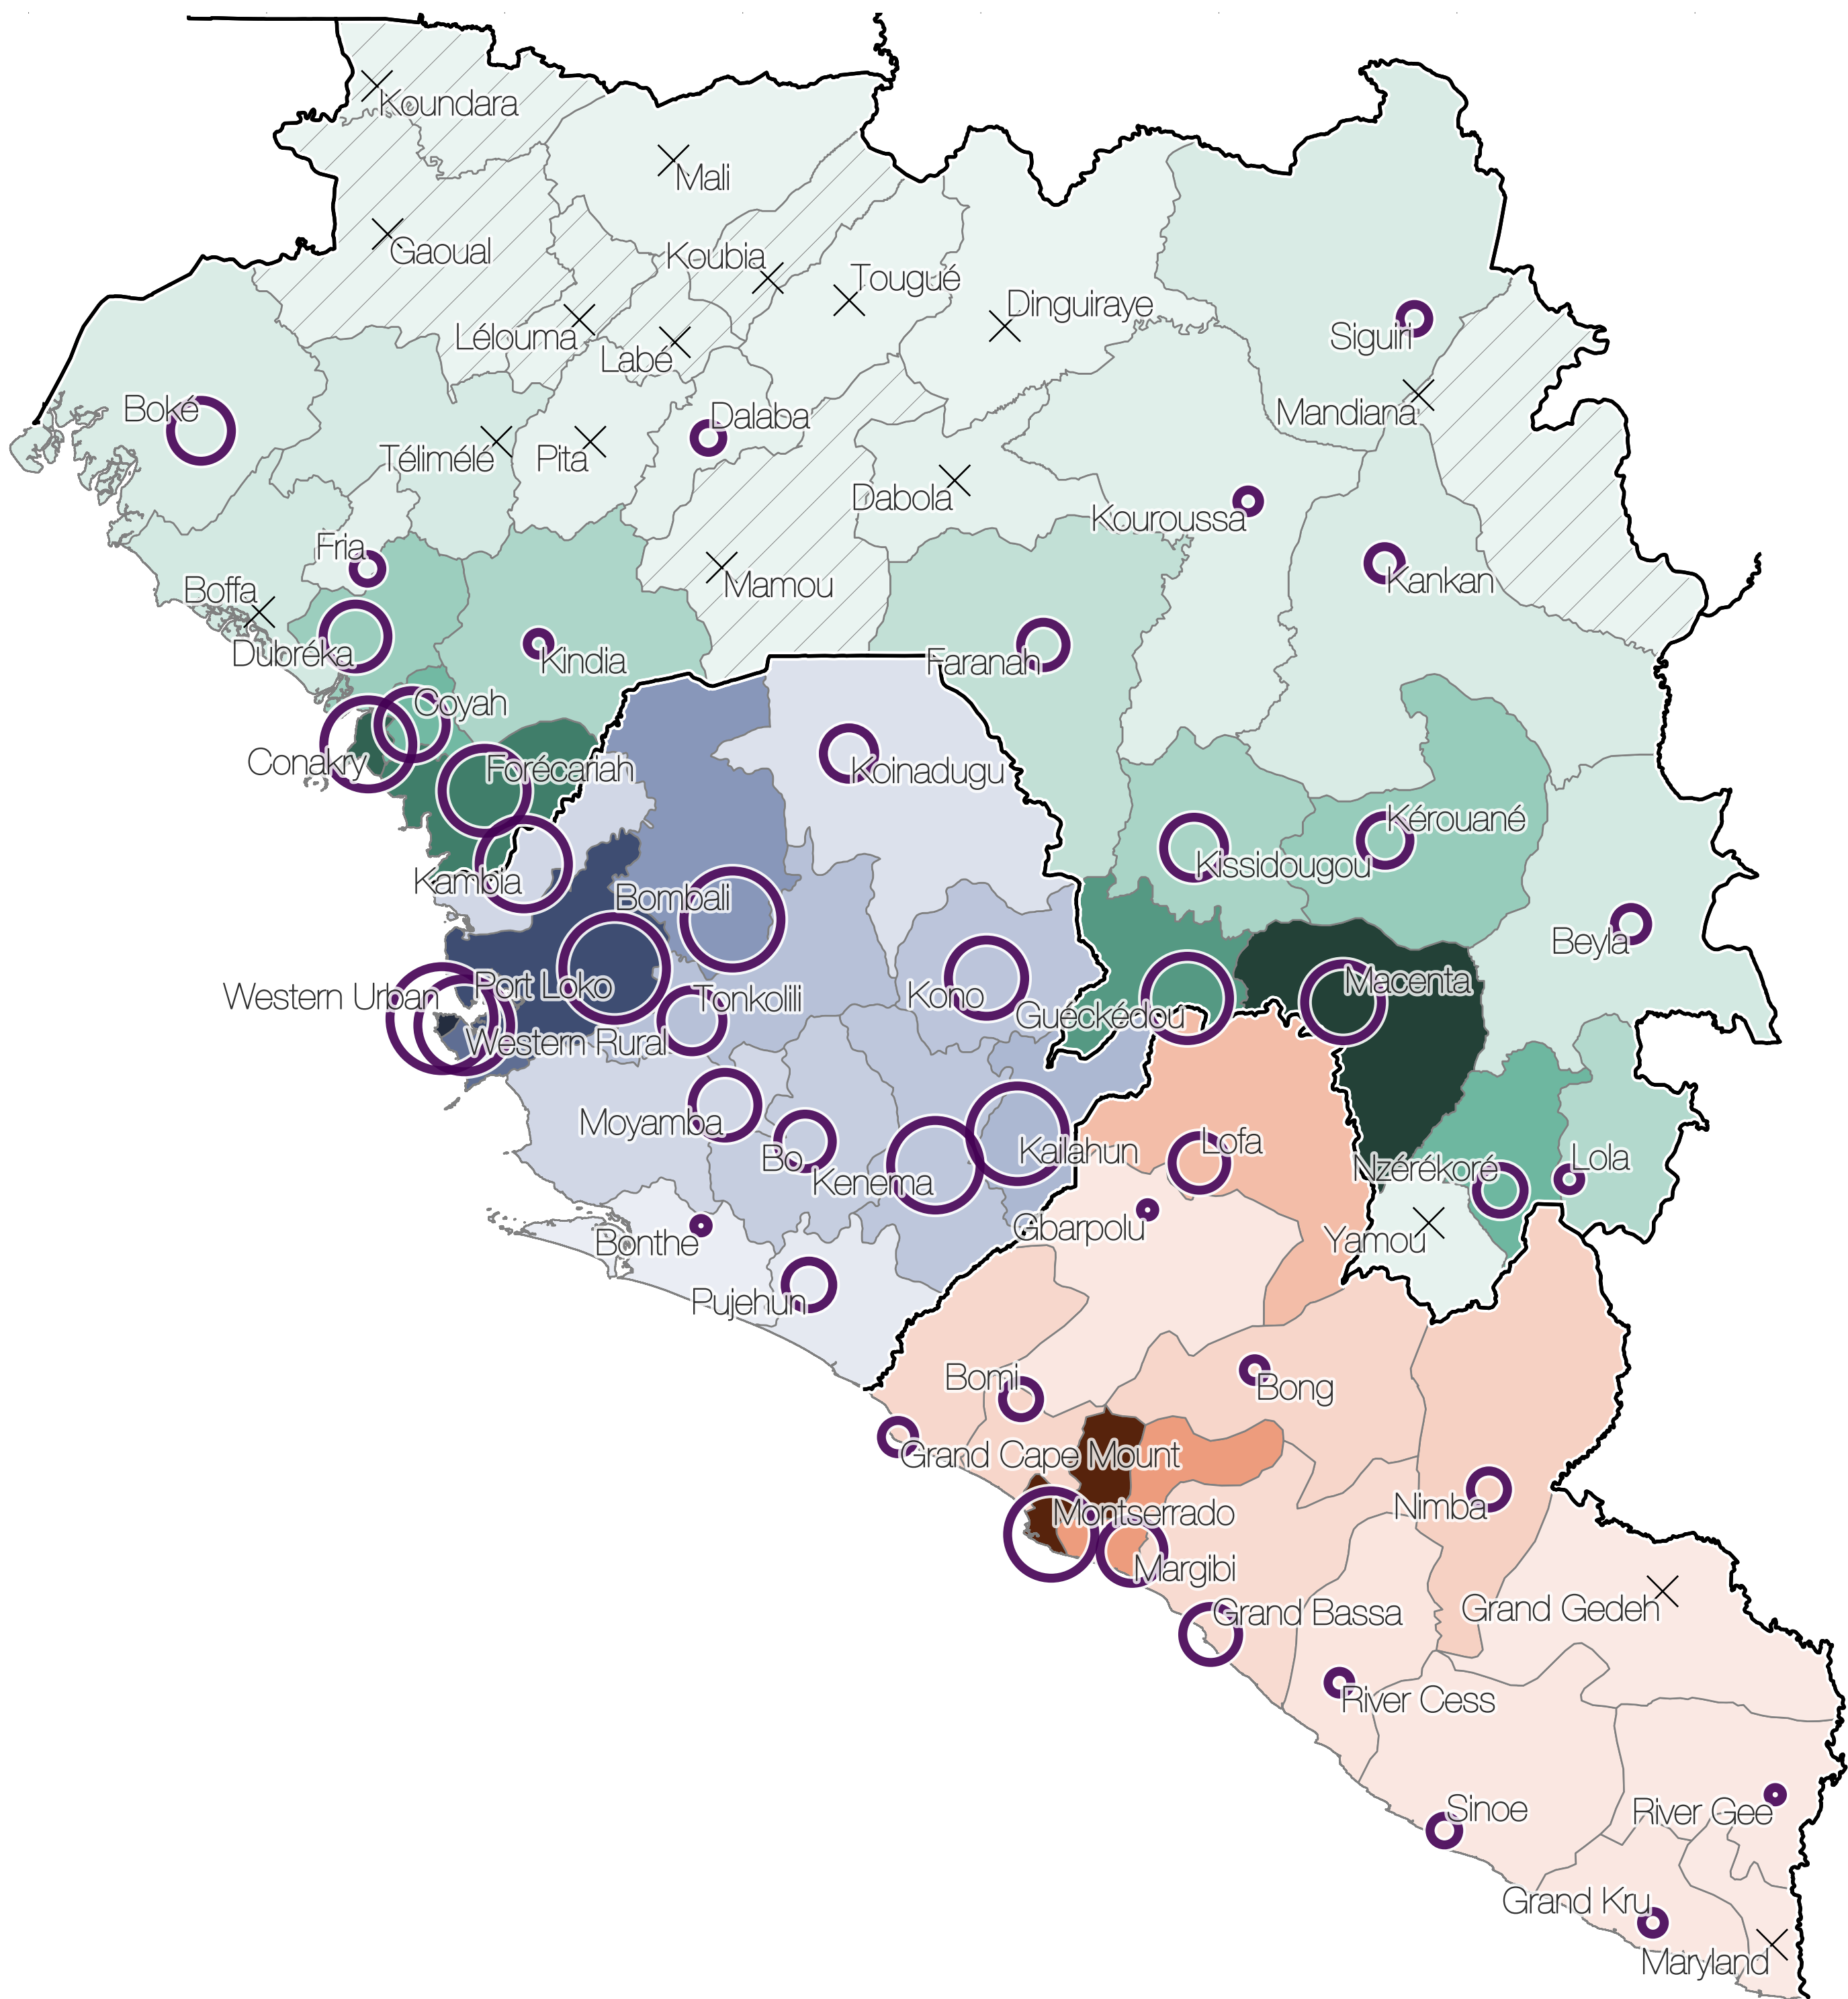 Koundara
Mali
Gaoual
Koubia
Tougué
Dinguiraye
Lélouma
Labé
Siguiri
Mandiana
Boké
Dalaba
Télimélé
Pita
Dabola
Kouroussa
Fria
Boffa
Mamou
Kankan
Dubréka
Kindia
Faranah
Coyah
Conakry
Forécariah
Koinadugu
Kérouané
Kissidougou
Kambia
Bombali
Beyla
Macenta
Western Urban
Port Loko
Tonkolili
Kono
Guéckédou
Western Rural
Moyamba
Bo
Kailahun
Lofa
Nzérékoré
Lola
Kenema
Gbarpolu
Yamou
Bonthe
Pujehun
Bomi
Bong
Grand Cape Mount
Nimba
Montserrado
Margibi
Grand Bassa
Grand Gedeh
River Cess
Sinoe
River Gee
Grand Kru
Maryland